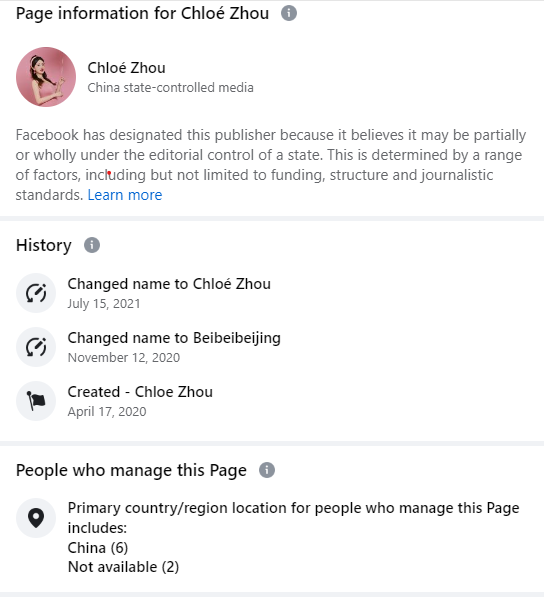 Page information for Chloé Zhou
Chloé Zhou
China state-controlled media
Facebook has designated this publisher because it believes it may be partially
or wholly under the editorial control of a state. This is determined by a range
of factors, including but not limited to funding, structure and journalistic
standards. Learn more
History
Changed name to Chloé Zhou
July 15, 2021
Changed name to Beibeibeijing
November 12, 2020
Created - Chloe Zhou
April 17, 2020
People who manage this Page
Primary country/region location for people who manage this Page
includes:
China (6)
Not available (2)